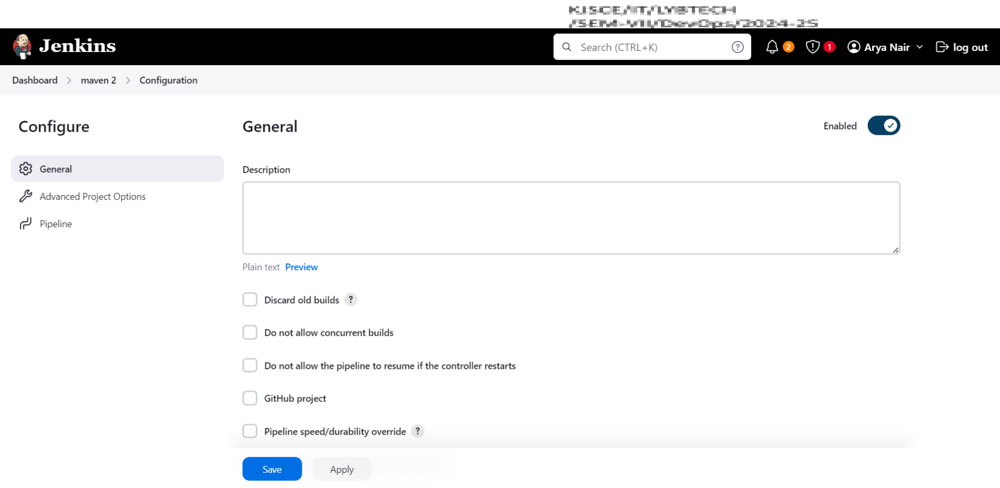 KJSCE/IT/LYBTECH
/SEM-VII/DevOps/2024-25
Jenkins
Search (CTRL+K)
?
2
1
Arya Nair
log out
Dashboard > maven 2 > Configuration
Configure
General
Enabled
General
Advanced Project Options
Pipeline
Description
Plain text Preview
Discard old builds ?
Do not allow concurrent builds
Do not allow the pipeline to resume if the controller restarts
GitHub project
Pipeline speed/durability override ?
Save
Apply